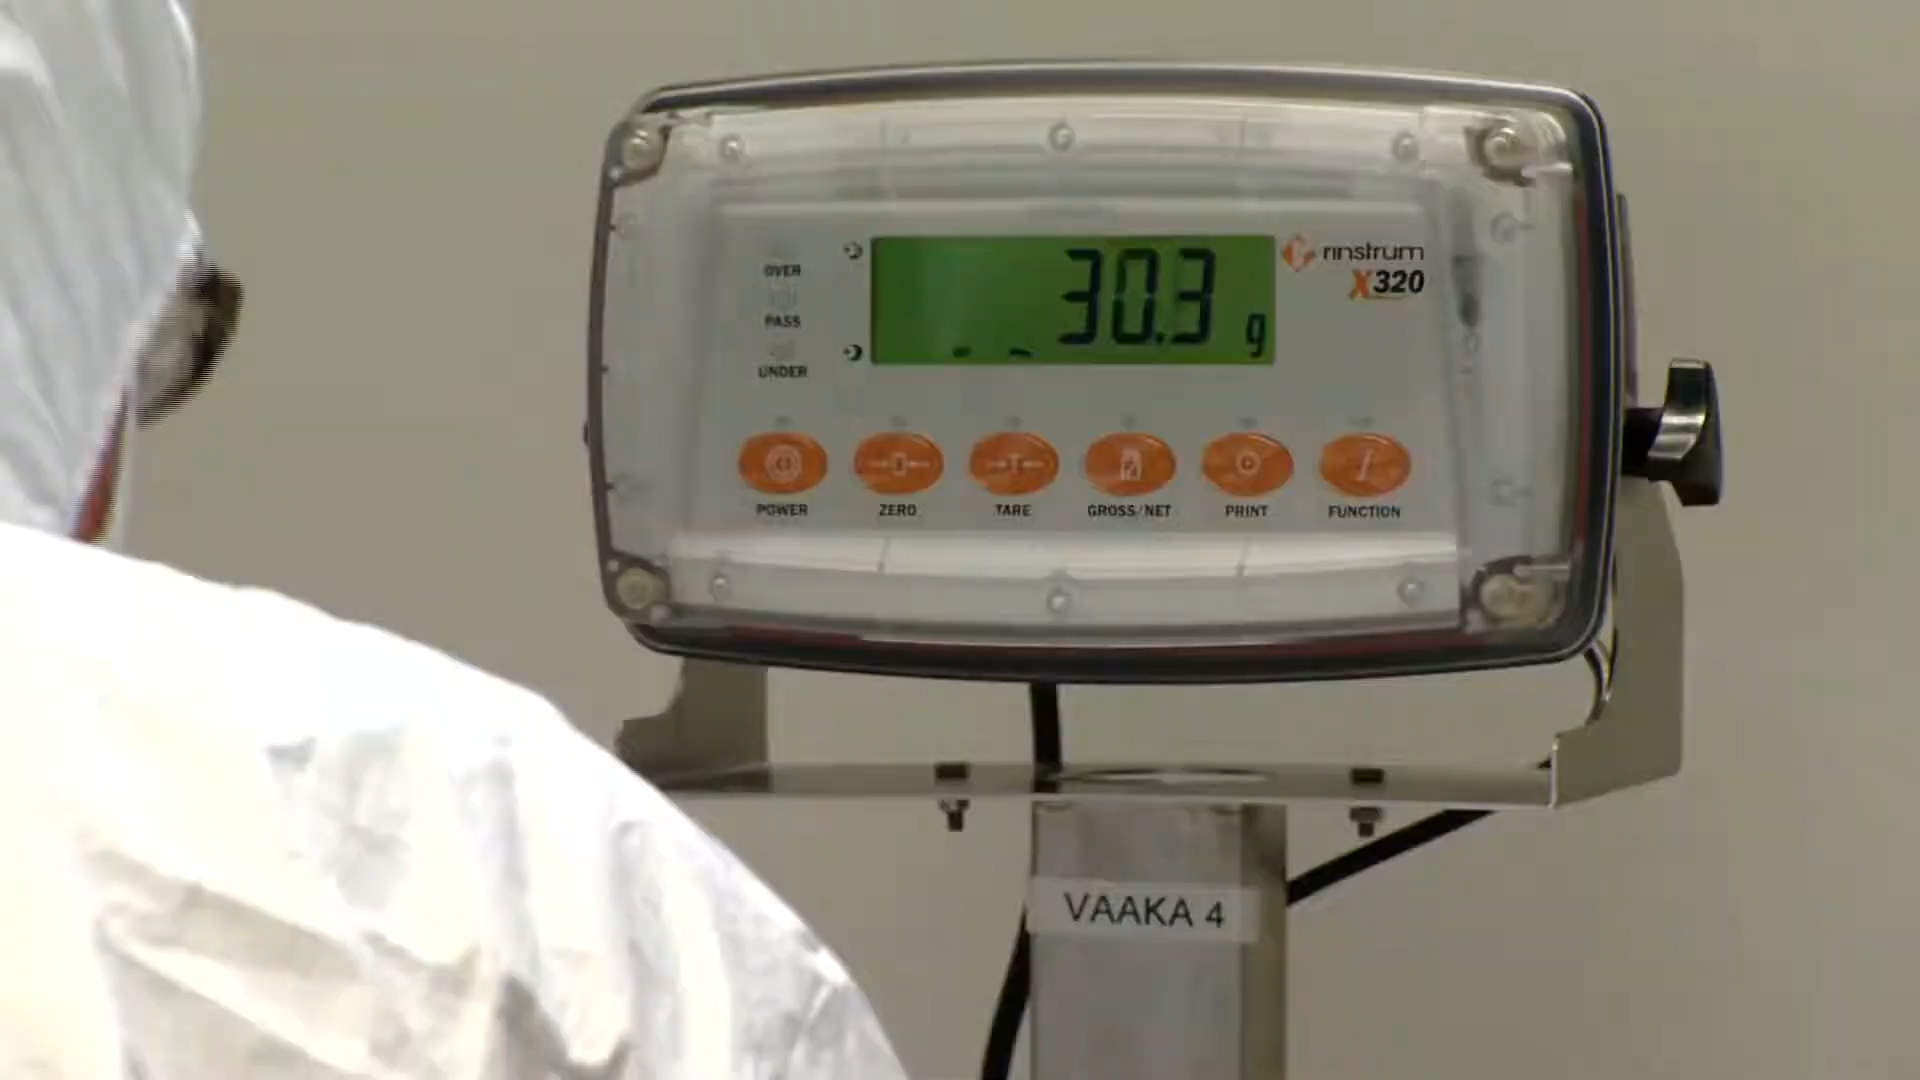 OVER
PASS
UNDER
30.3 g
rinstrum
X320
POWER
ZERO
TARE
GROSS/NET
PRINT
FUNCTION
VAAKA 4